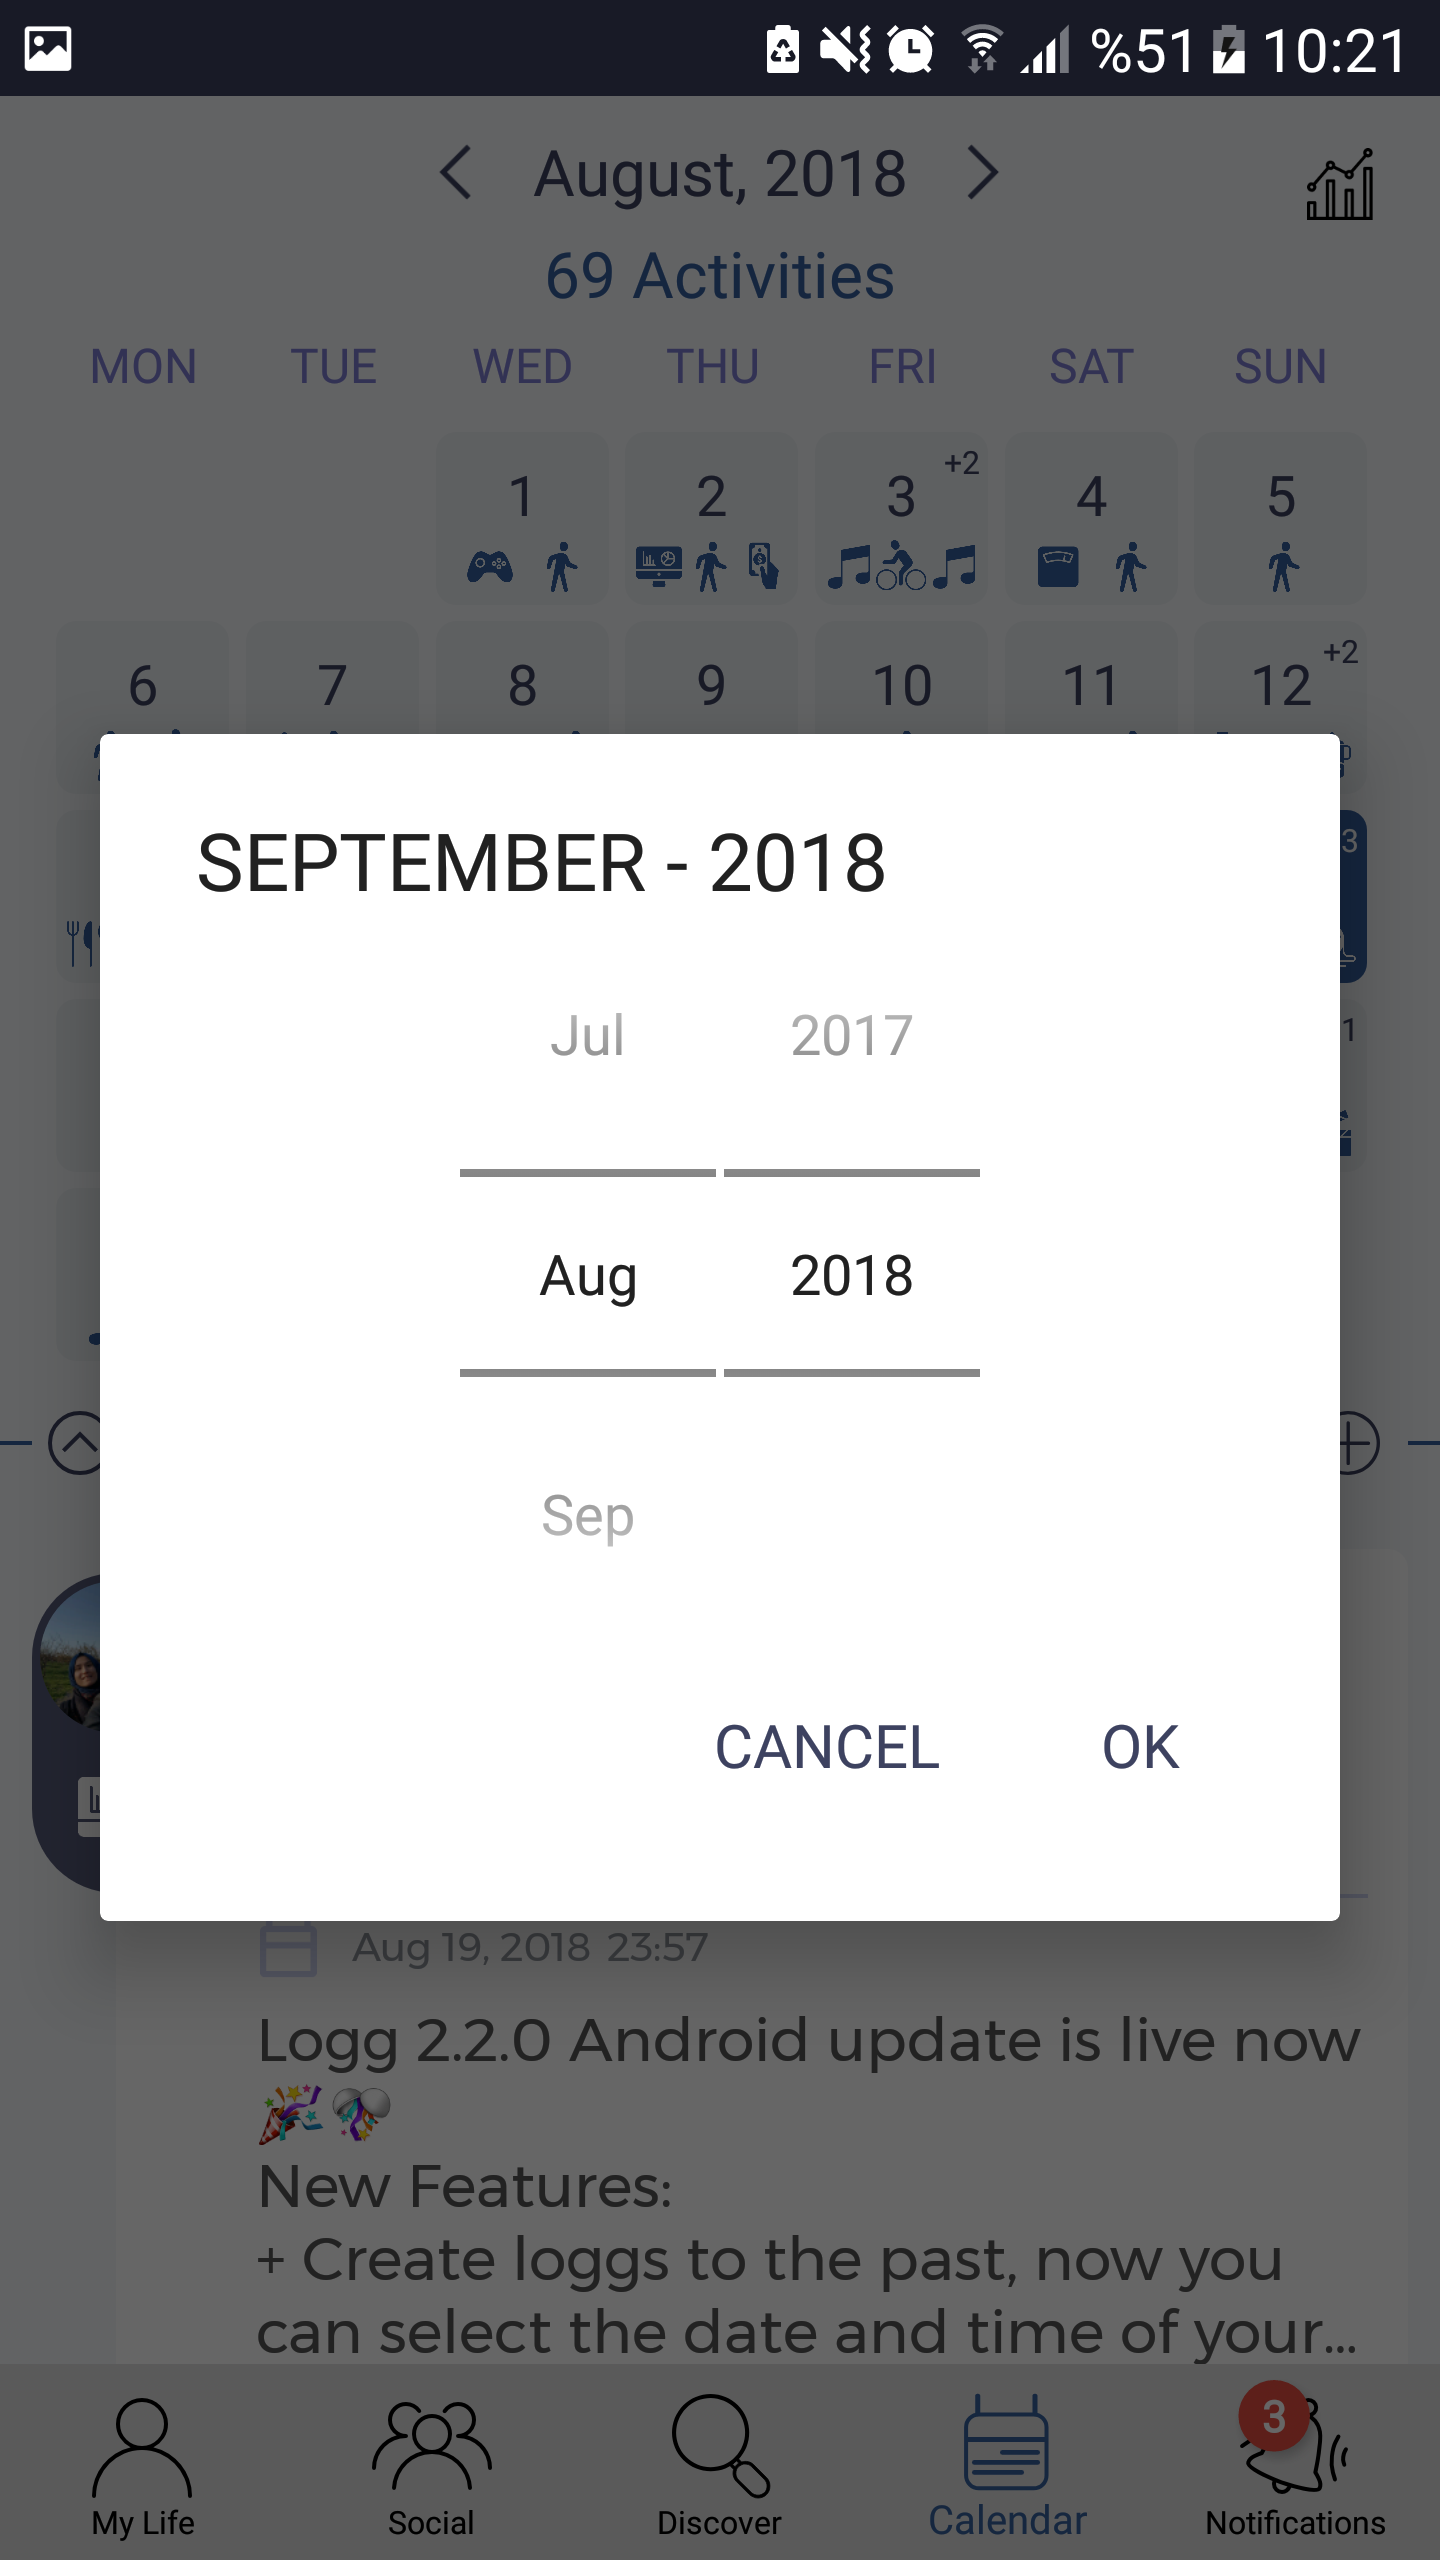 %51 10:21
August, 2018
69 Activities
MON TUE WED THU FRI SAT SUN
1 2 3 +2 4 5
6 7 8 9 10 11 12 +2
3
1
SEPTEMBER - 2018
Jul 2017
Aug 2018
Sep
CANCEL OK
Aug 19, 2018 23:57
Logg 2.2.0 Android update is live now
🎉🎊
New Features:
+ Create loggs to the past, now you
can select the date and time of your...
3
My Life Social Discover Calendar Notifications